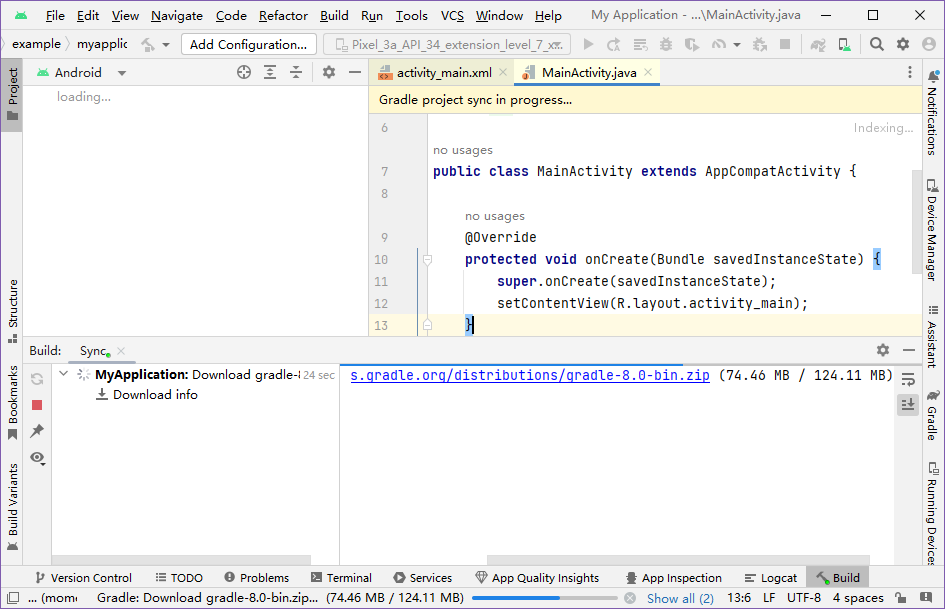 File Edit View Navigate Code Refactor Build Run Tools VCS Window Help My Application - ...\MainActivity.java
example myapplic Add Configuration... Pixel_3a_API_34_extension_level_7_x...
Project
Android
activity_main.xml MainActivity.java
loading...
Gradle project sync in progress...
Indexing...
6
no usages
7 public class MainActivity extends AppCompatActivity {
8
no usages
9 @Override
10 protected void onCreate(Bundle savedInstanceState) {
11 super.onCreate(savedInstanceState);
12 setContentView(R.layout.activity_main);
13 }
Notifications
Device Manager
Assistant
Gradle
Running Devices
Structure
Bookmarks
Build Variants
Build: Sync
MyApplication: Download gradle-8 24 sec
Download info
s.gradle.org/distributions/gradle-8.0-bin.zip (74.46 MB / 124.11 MB)
Version Control TODO Problems Terminal Services App Quality Insights App Inspection Logcat Build
... (mom Gradle: Download gradle-8.0-bin.zip... (74.46 MB / 124.11 MB) Show all (2) 13:6 LF UTF-8 4 spaces